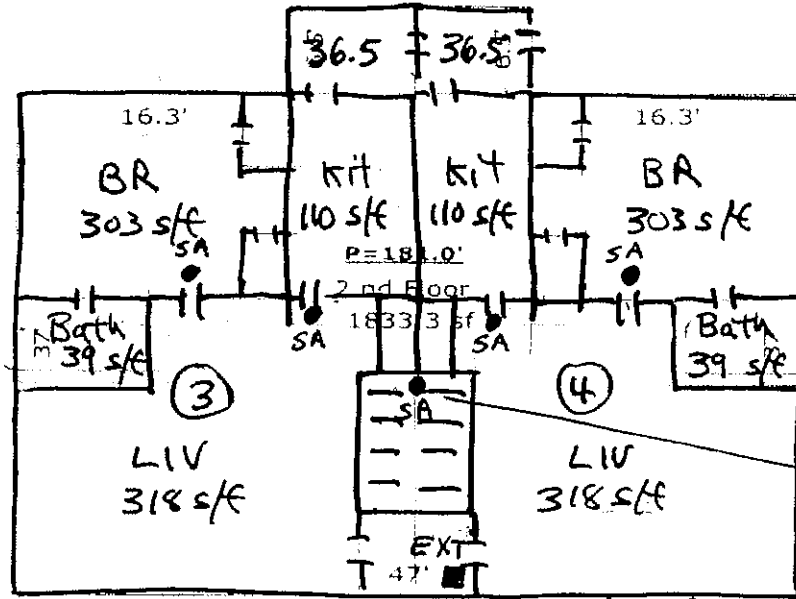 36.5 36.5
16.3' 16.3'
BR Kit Kit BR
303 s/f 110 s/f 110 s/f 303 s/f
SA SA
P=181.0'
2 nd Floor
1833.3 sf
Bath Bath
39 s/f 39 s/f
SA SA
3 4
SA
LIV LIV
318 s/f 318 s/f
EXT
47'